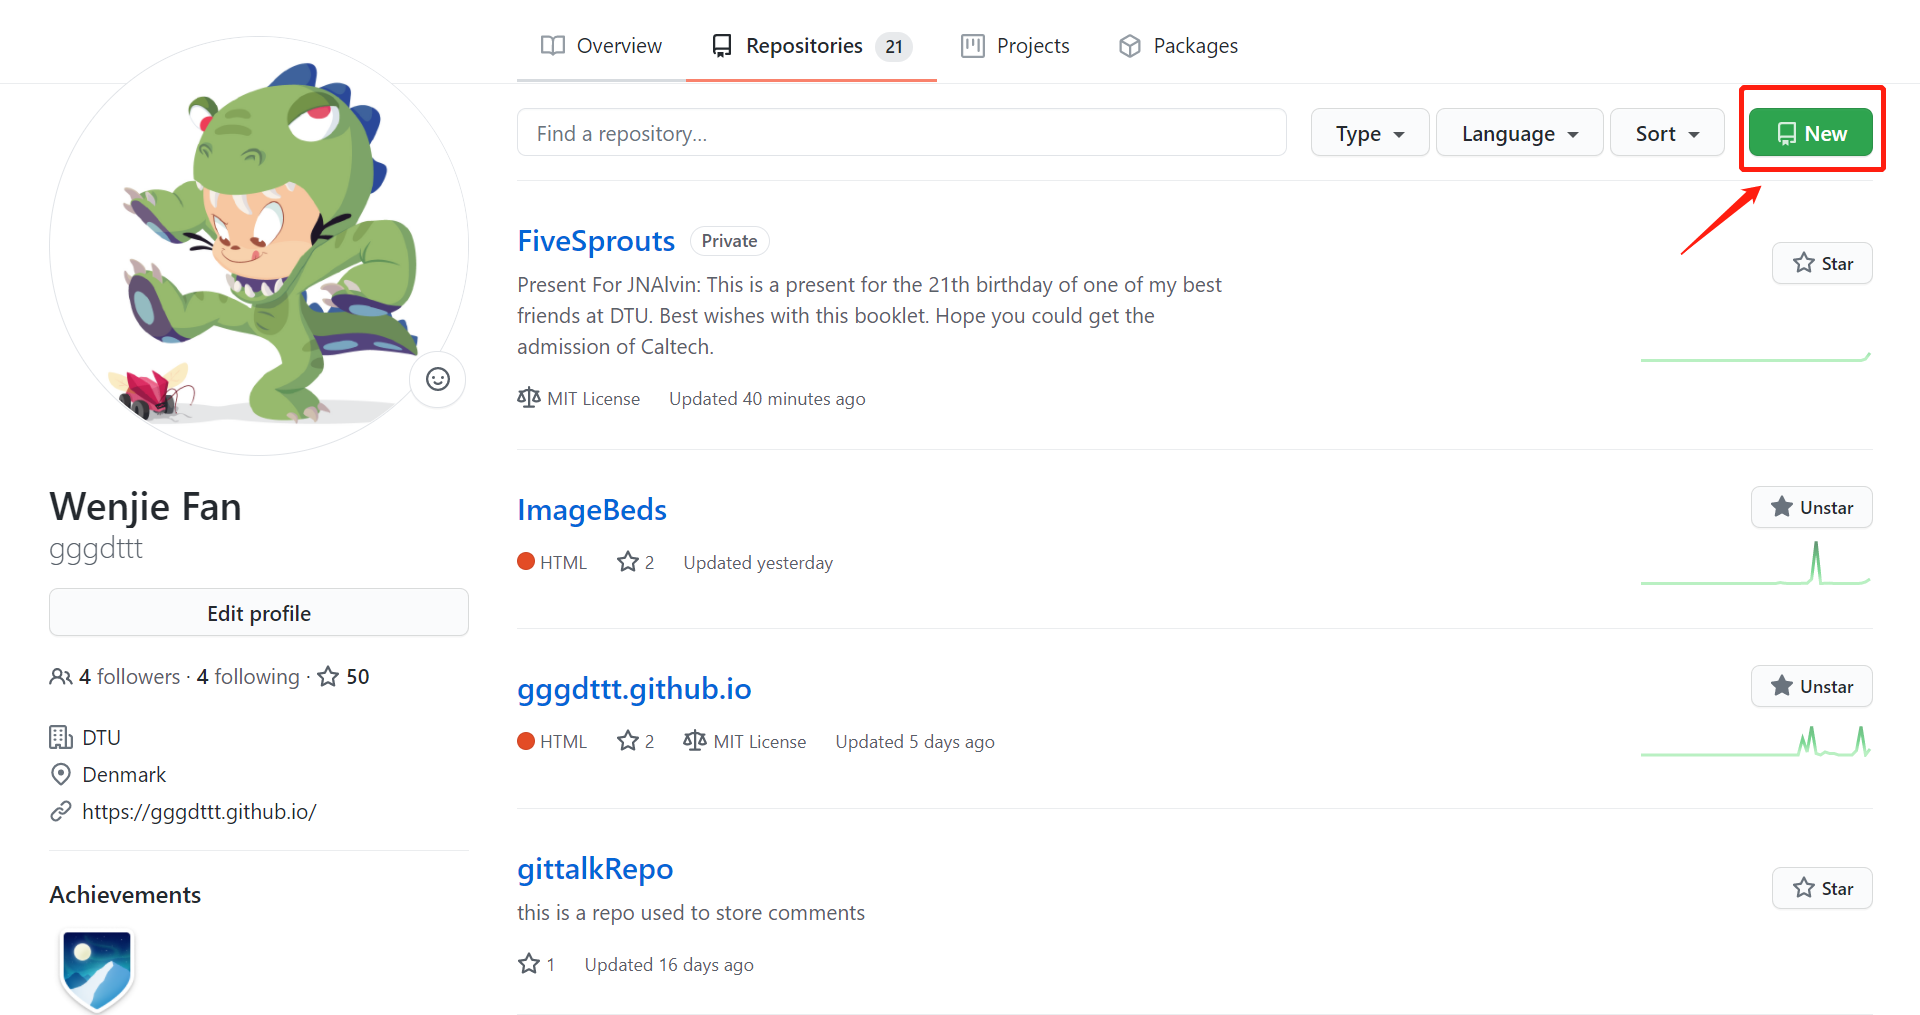 Overview
Repositories 21
Projects
Packages
Find a repository...
Type
Language
Sort
New
FiveSprouts Private
Star
Present For JNAlvin: This is a present for the 21th birthday of one of my best
friends at DTU. Best wishes with this booklet. Hope you could get the
admission of Caltech.
MIT License Updated 40 minutes ago
Wenjie Fan
gggdttt
Edit profile
4 followers · 4 following · 50
DTU
Denmark
https://gggdttt.github.io/
Achievements
ImageBeds
Unstar
HTML 2 Updated yesterday
gggdttt.github.io
Unstar
HTML 2 MIT License Updated 5 days ago
gittalkRepo
Star
this is a repo used to store comments
1 Updated 16 days ago